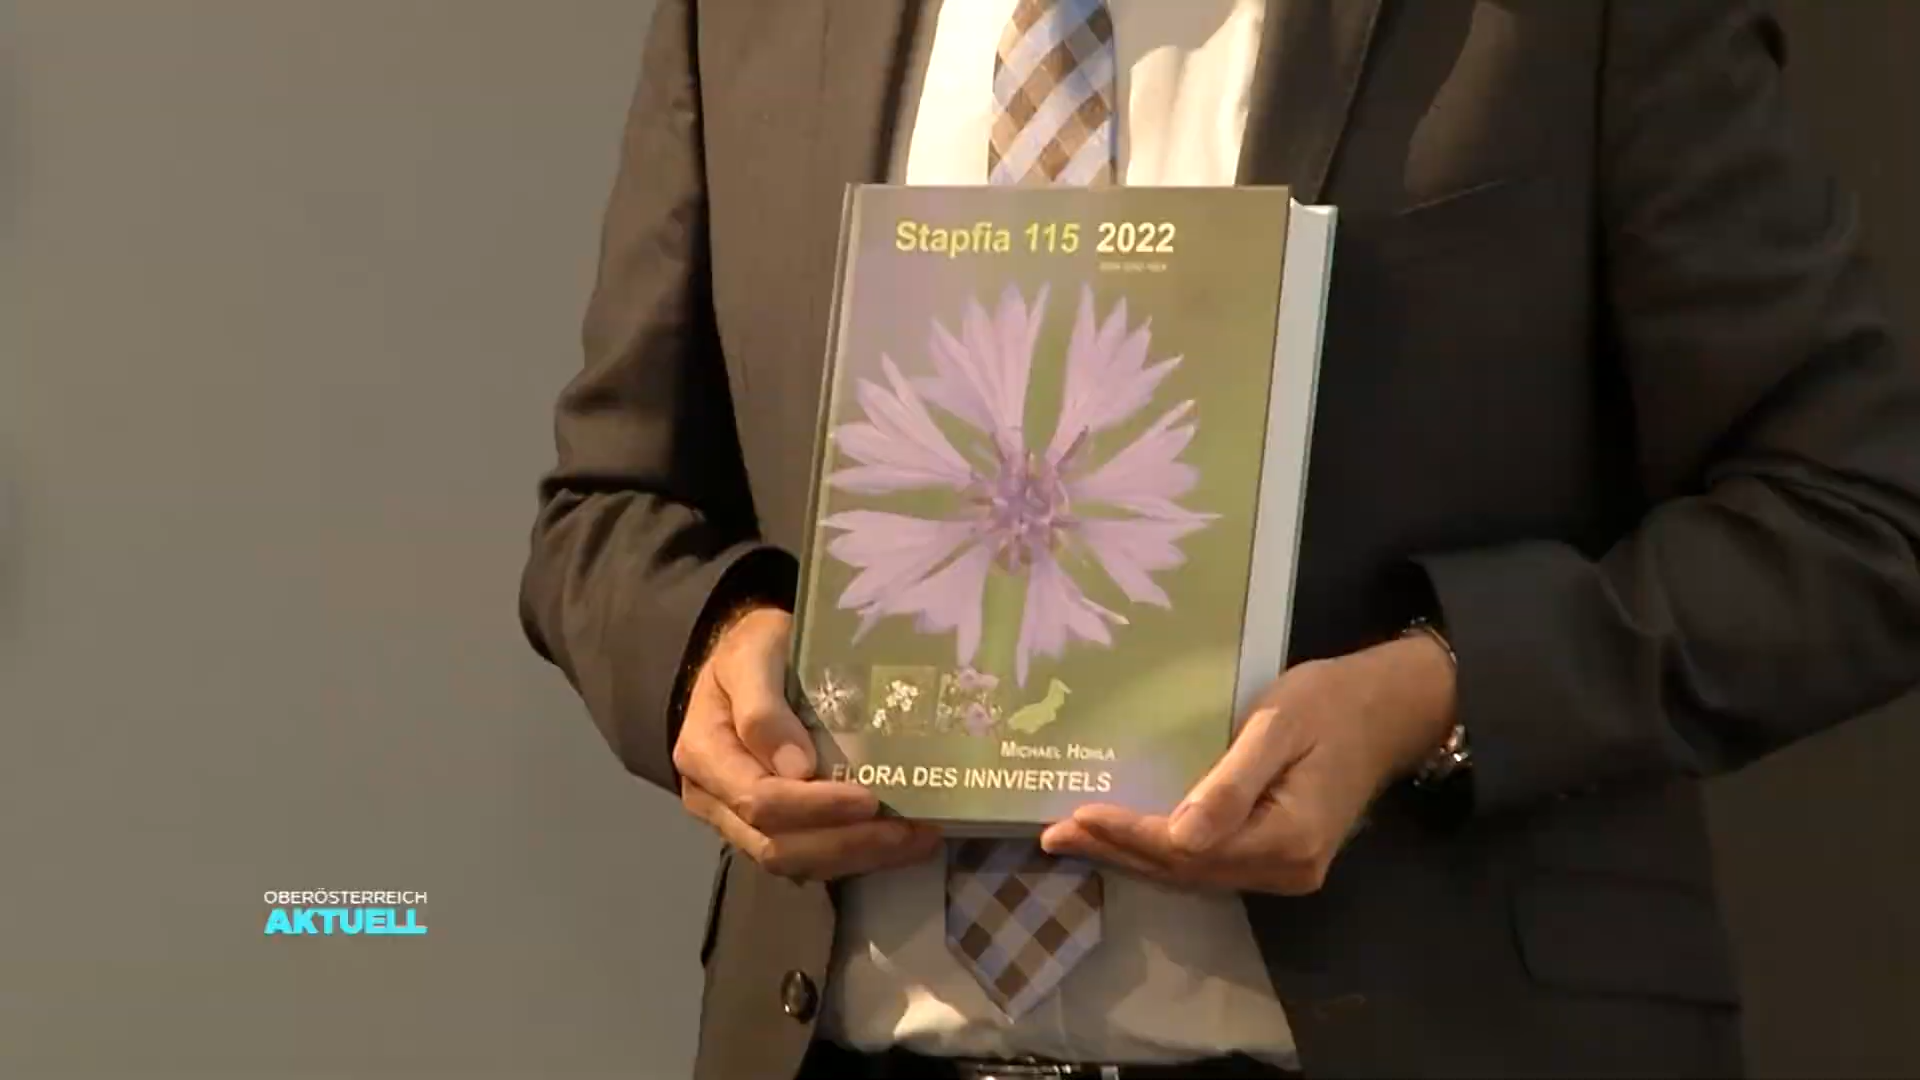 Stapfia 115 2022
MICHAEL HOHLA
FLORA DES INNVIERTELS
OBERÖSTERREICH
AKTUELL